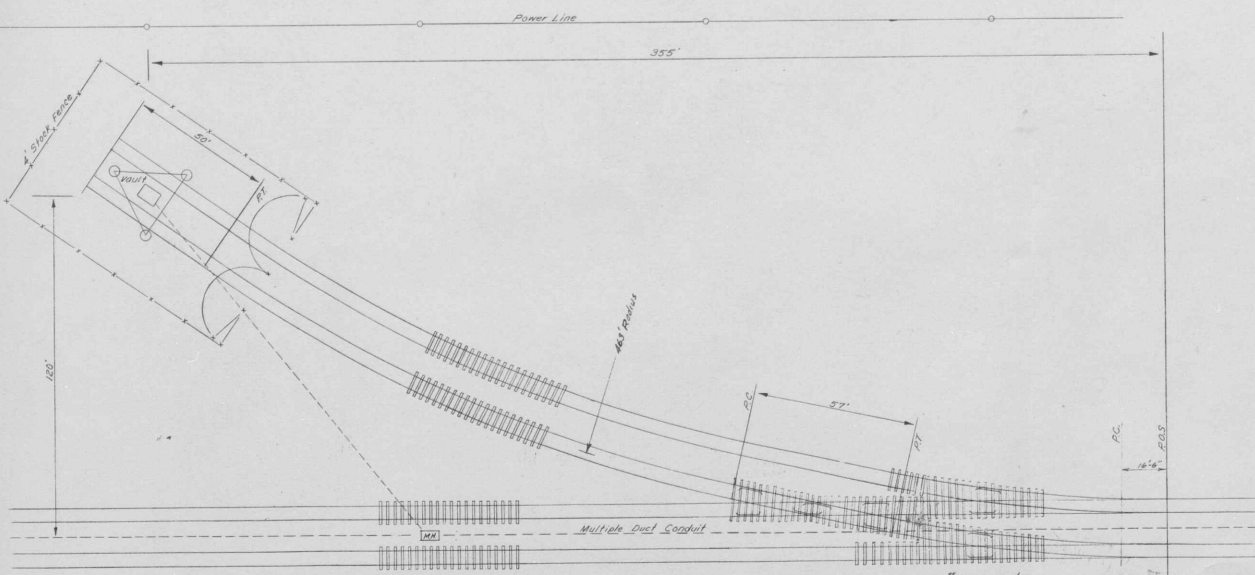 Power Line
355'
4' Stock Fence
50'
Vault
P.T.
120'
463' Radius
P.C.
57'
P.T
P.C.
P.O.S
16'-6"
Multiple Duct Conduit
MH